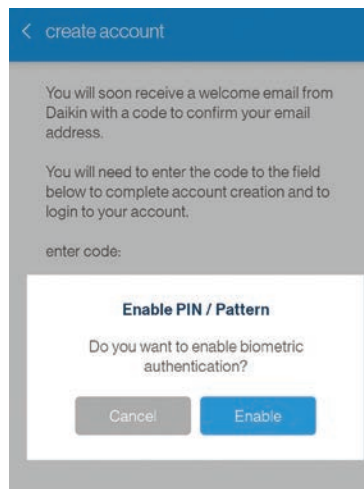 < create account
You will soon receive a welcome email from
Daikin with a code to confirm your email
address.
You will need to enter the code to the field
below to complete account creation and to
login to your account.
enter code:
Enable PIN / Pattern
Do you want to enable biometric
authentication?
Cancel
Enable